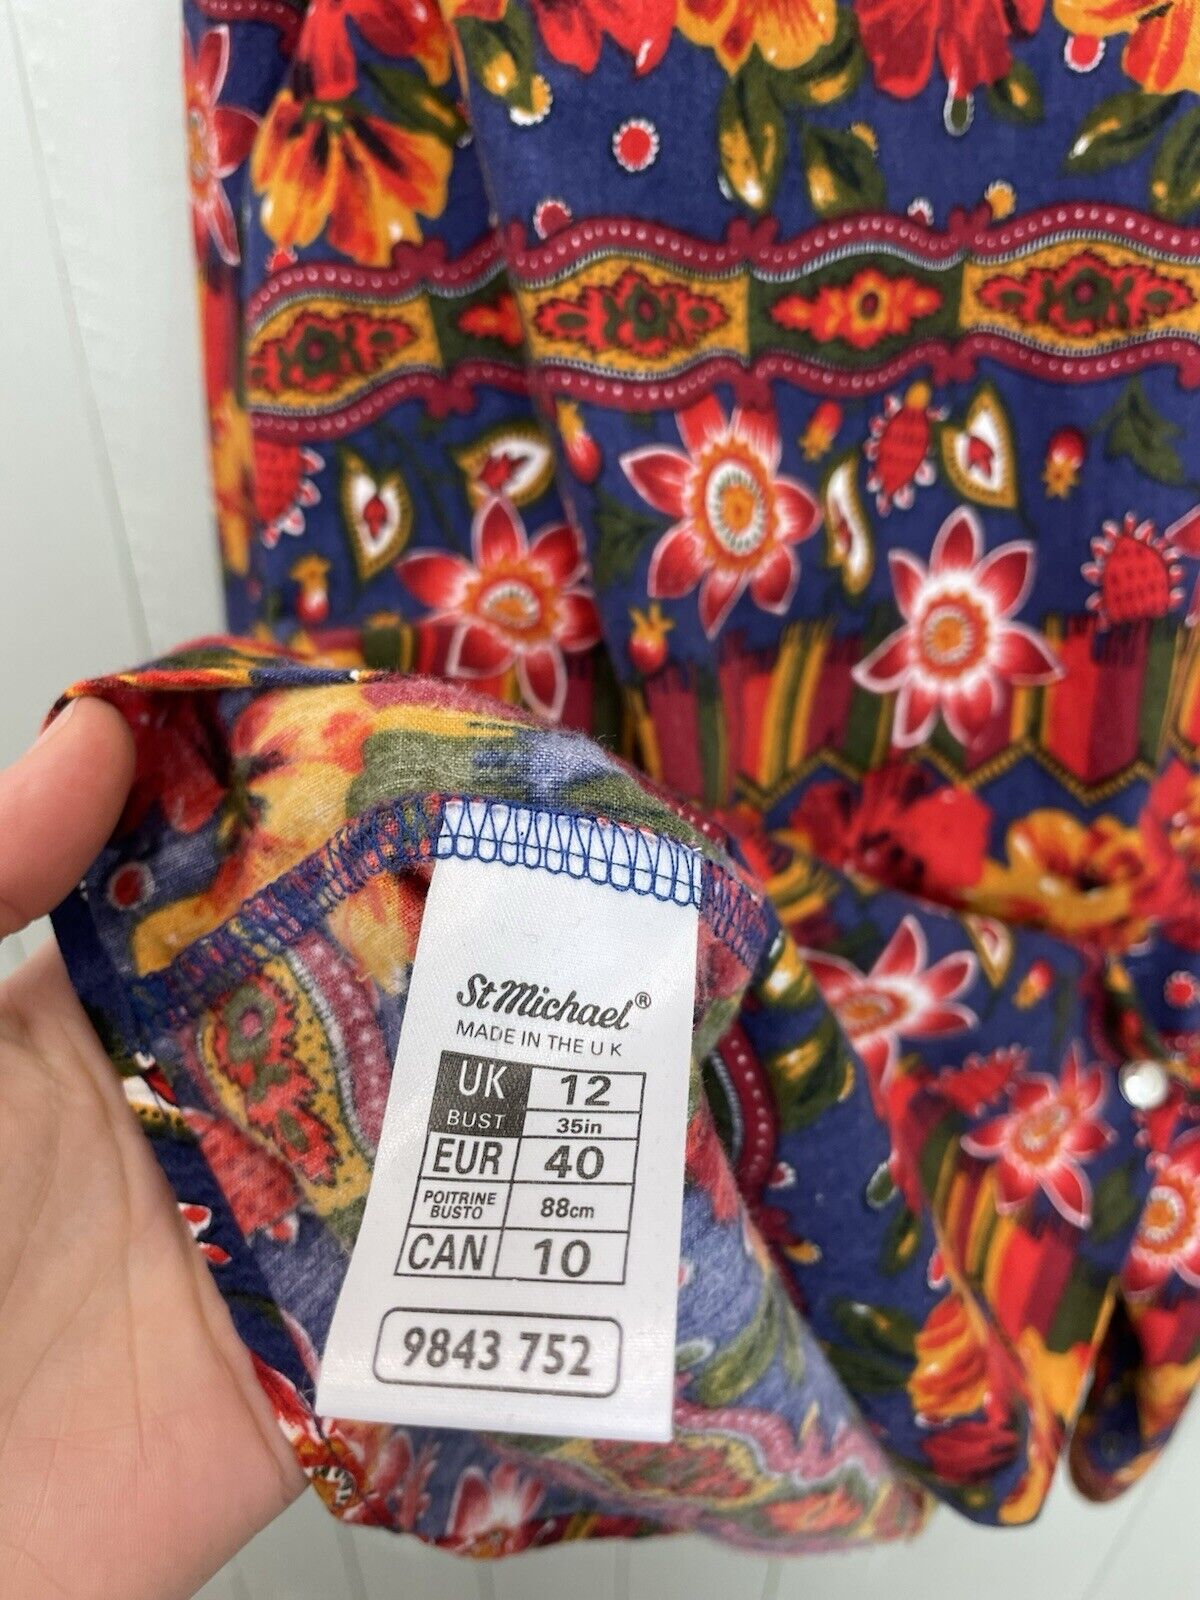 St Michael®
MADE IN THE U K
UK 12
BUST 35in
EUR 40
POITRINE
BUSTO 88cm
CAN 10
9843 752